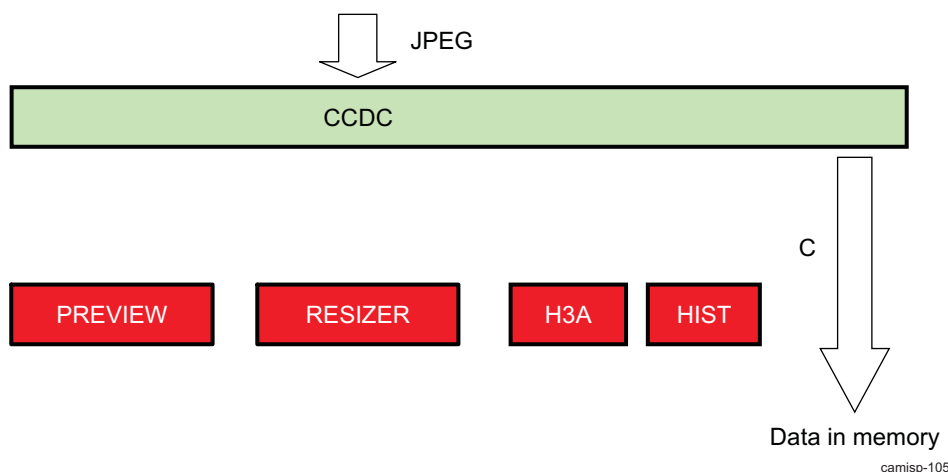 JPEG
CCDC
C
PREVIEW RESIZER H3A HIST
Data in memory
camisp-105